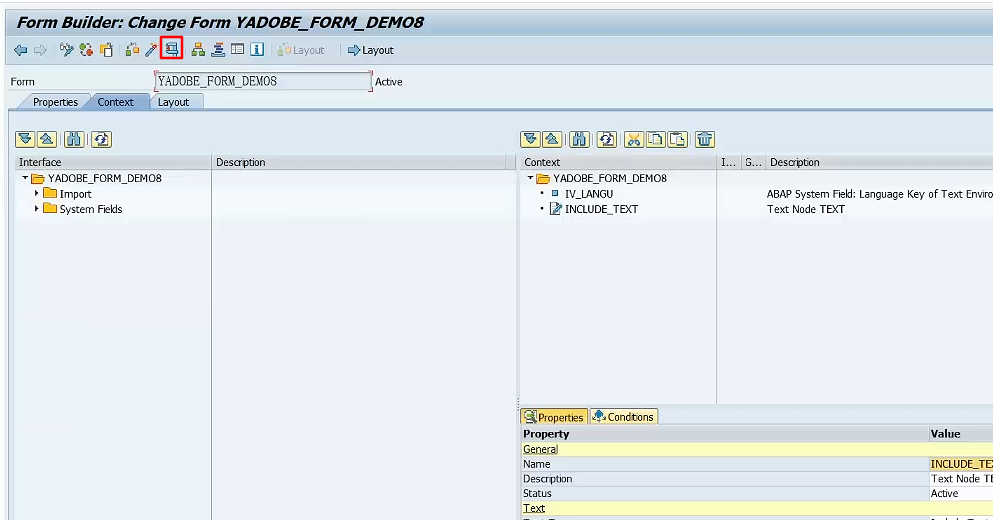 Form Builder: Change Form YADOBE_FORM_DEMO8
Layout Layout
Form YADOBE_FORM_DEMO8 Active
Properties Context Layout
Interface Description
YADOBE_FORM_DEMO8
Import
System Fields
Context I... G... Description
YADOBE_FORM_DEMO8
IV_LANGU ABAP System Field: Language Key of Text Enviro
INCLUDE_TEXT Text Node TEXT
Properties Conditions
Property Value
General
Name INCLUDE_TE
Description Text Node TE
Status Active
Text